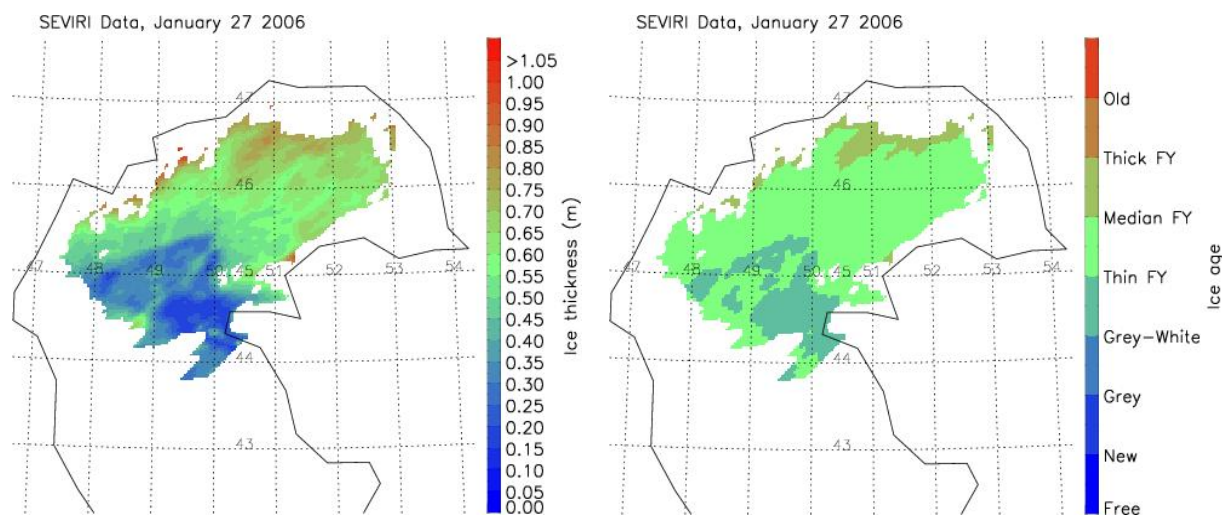 SEVIRI Data, January 27 2006
47
46
47 48 49 50 45 51 52 53 54
44
43
>1.05
1.00
0.95
0.90
0.85
0.80
0.75
0.70
0.65
0.60
0.55
0.50
0.45
0.40
0.35
0.30
0.25
0.20
0.15
0.10
0.05
0.00
Ice thickness (m)
SEVIRI Data, January 27 2006
47
46
47 48 49 50 45 51 52 53 54
44
43
Old
Thick FY
Median FY
Thin FY
Grey-White
Grey
New
Free
Ice age